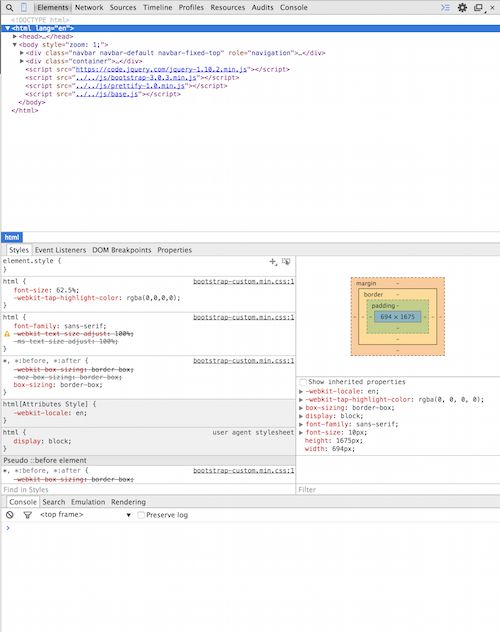 Elements Network Sources Timeline Profiles Resources Audits Console
<!DOCTYPE html>
<html lang="en">
<head>…</head>
<body style="zoom: 1;">
<div class="navbar navbar-default navbar-fixed-top" role="navigation">…</div>
<div class="container">…</div>
<script src="https://code.jquery.com/jquery-1.10.2.min.js"></script>
<script src="../../js/bootstrap-3.0.3.min.js"></script>
<script src="../../js/prettify-1.0.min.js"></script>
<script src="../../js/base.js"></script>
</body>
</html>
html
Styles Event Listeners DOM Breakpoints Properties
element.style {
}
html { bootstrap-custom.min.css:1
font-size: 62.5%;
-webkit-tap-highlight-color: rgba(0,0,0,0);
}
html { bootstrap-custom.min.css:1
font-family: sans-serif;
-webkit-text-size-adjust: 100%;
-ms-text-size-adjust: 100%;
}
*, *:before, *:after { bootstrap-custom.min.css:1
-webkit-box-sizing: border-box;
-moz-box-sizing: border-box;
box-sizing: border-box;
}
html[Attributes Style] {
-webkit-locale: en;
}
html { user agent stylesheet
display: block;
}
Pseudo ::before element
*, *:before, *:after { bootstrap-custom.min.css:1
-webkit-box-sizing: border-box;
Find in Styles
margin -
border -
padding -
- - - 694 × 1675 - - -
-
-
-
Show inherited properties
-webkit-locale: en;
-webkit-tap-highlight-color: rgba(0, 0, 0, 0);
box-sizing: border-box;
display: block;
font-family: sans-serif;
font-size: 10px;
height: 1675px;
width: 694px;
Filter
Console Search Emulation Rendering
<top frame> Preserve log